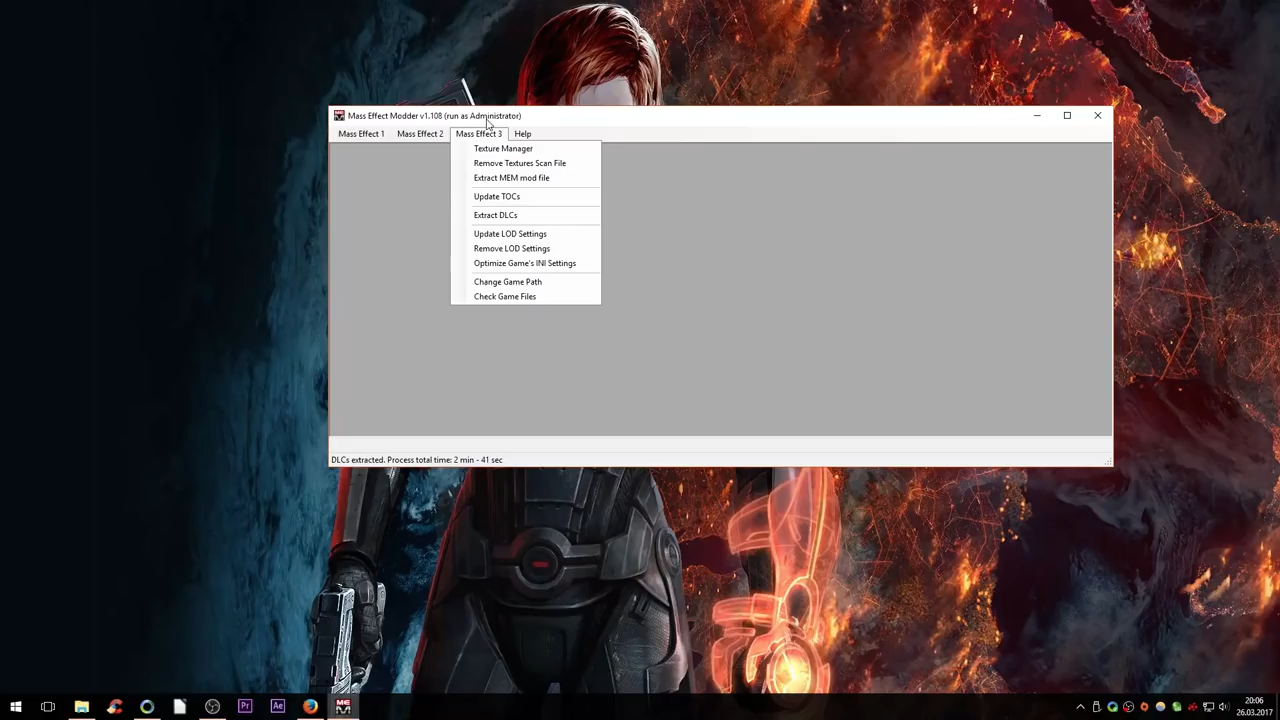 Mass Effect Modder v1.108 (run as Administrator)
Mass Effect 1 Mass Effect 2 Mass Effect 3 Help
Texture Manager
Remove Textures Scan File
Extract MEM mod file
Update TOCs
Extract DLCs
Update LOD Settings
Remove LOD Settings
Optimize Game's INI Settings
Change Game Path
Check Game Files
DLCs extracted. Process total time: 2 min - 41 sec
Pr Ae ME M
20:06
26.03.2017